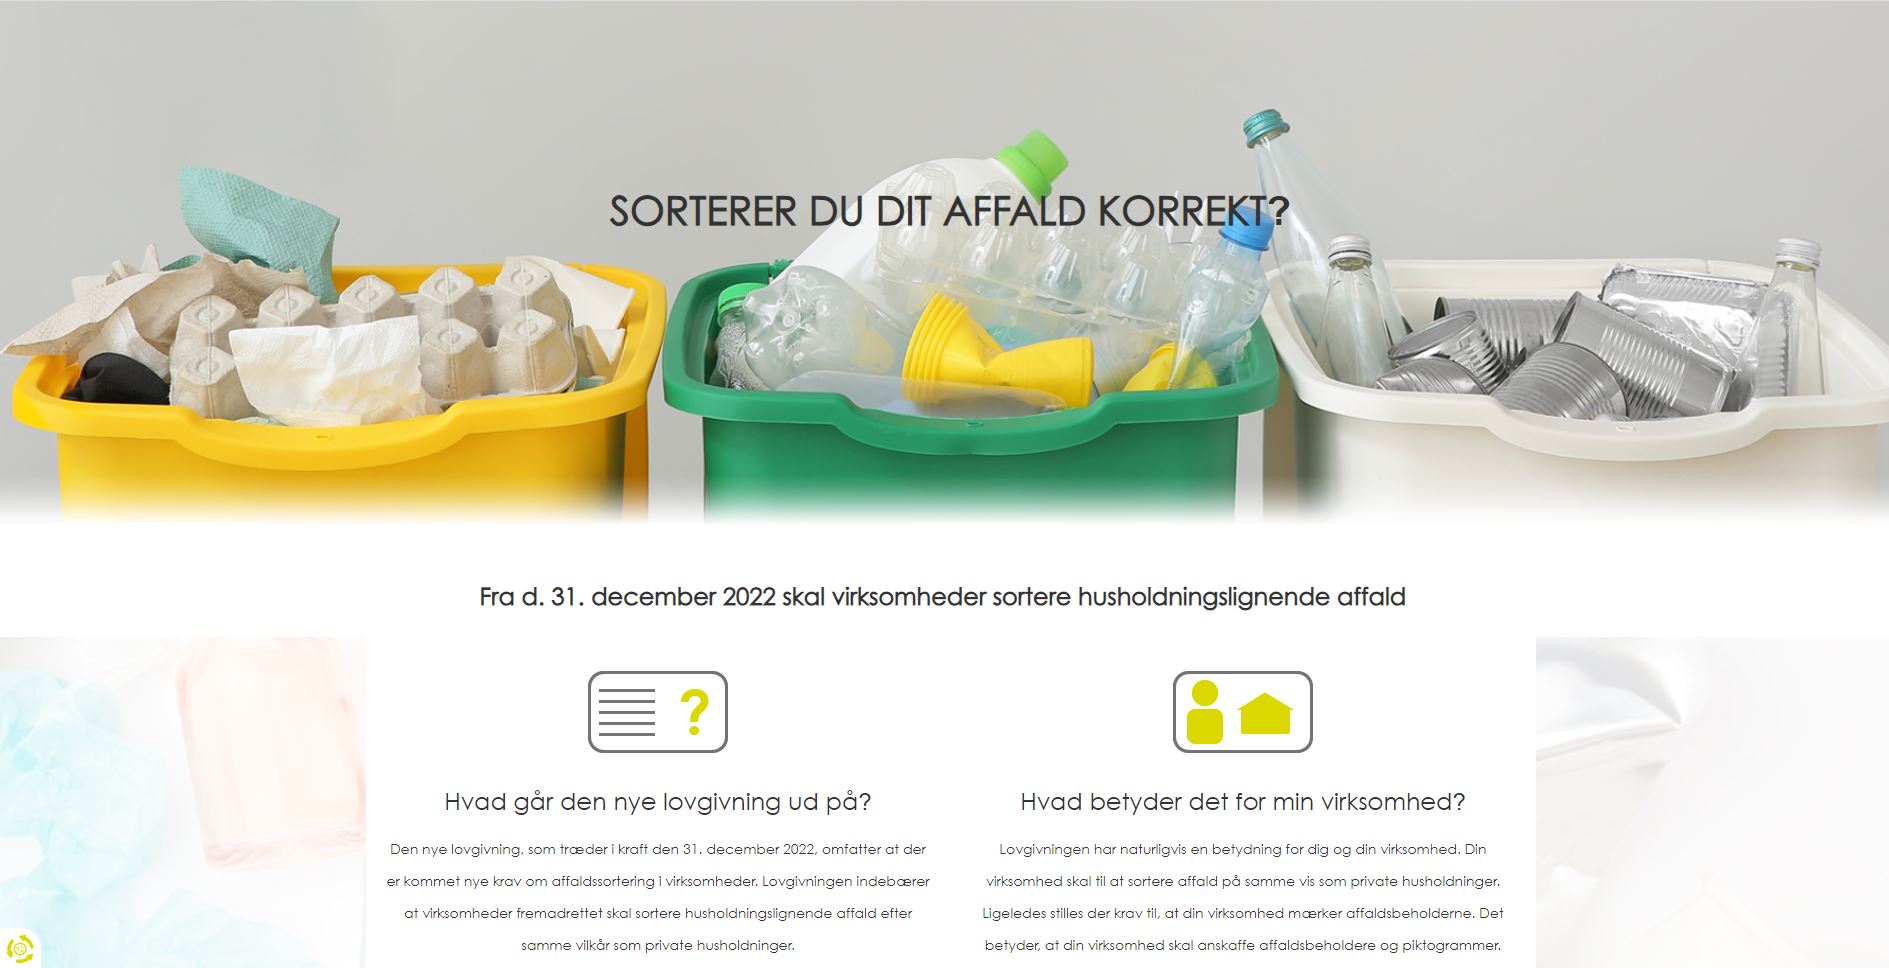 SORTERER DU DIT AFFALD KORREKT?
Fra d. 31. december 2022 skal virksomheder sortere husholdningslignende affald
?
Hvad går den nye lovgivning ud på?
Den nye lovgivning, som træder i kraft den 31. december 2022, omfatter at der
er kommet nye krav om affaldssortering i virksomheder. Lovgivningen indebærer
at virksomheder fremadrettet skal sortere husholdningslignende affald efter
samme vilkår som private husholdninger.
Hvad betyder det for min virksomhed?
Lovgivningen har naturligvis en betydning for dig og din virksomhed. Din
virksomhed skal til at sortere affald på samme vis som private husholdninger.
Ligeledes stilles der krav til, at din virksomhed mærker affaldsbeholderne. Det
betyder, at din virksomhed skal anskaffe affaldsbeholdere og piktogrammer.